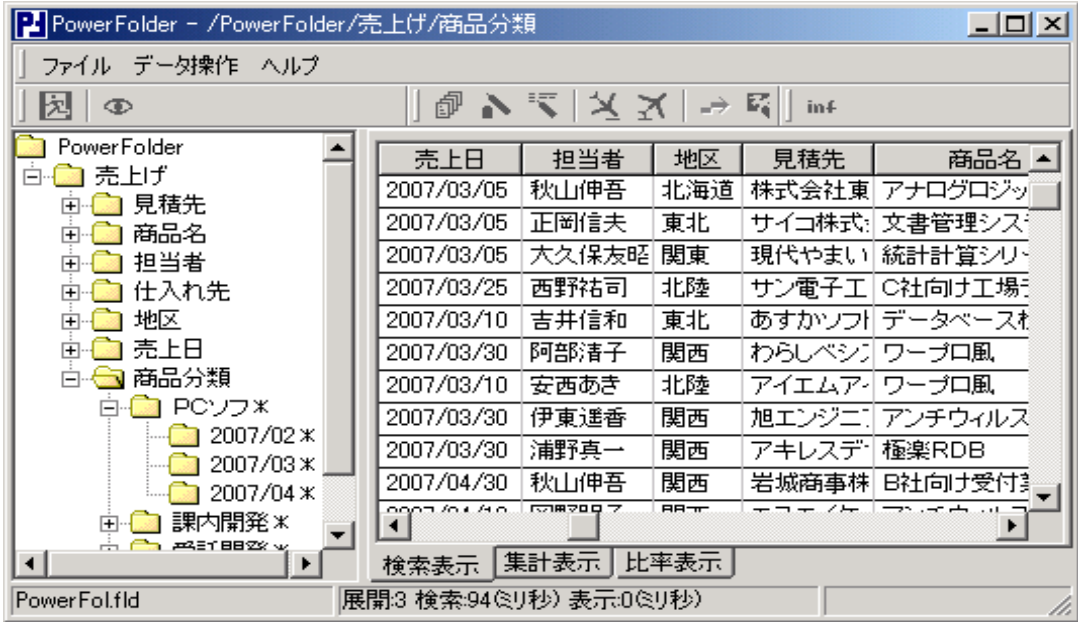 PowerFolder - /PowerFolder/売上げ/商品分類
ファイル データ操作 ヘルプ
inf
PowerFolder
売上げ
見積先
商品名
担当者
仕入れ先
地区
売上日
商品分類
PCソフ*
2007/02*
2007/03*
2007/04*
課内開発*
受託開発*
売上日 担当者 地区 見積先 商品名
2007/03/05 秋山伸吾 北海道 株式会社東 アナログロジッ
2007/03/05 正岡信夫 東北 サイコ株式 文書管理シス
2007/03/05 大久保友昭 関東 現代やまい 統計計算シリ
2007/03/25 西野祐司 北陸 サン電子工 C社向け工場
2007/03/10 吉井信和 東北 あすかソフ データベース
2007/03/30 阿部清子 関西 わらしべシ ワープロ風
2007/03/10 安西あき 北陸 アイエムア ワープロ風
2007/03/30 伊東遥香 関西 旭エンジニ アンチウィルス
2007/03/30 浦野真一 関西 アキレスデ 極楽RDB
2007/04/30 秋山伸吾 関西 岩城商事株 B社向け受付
検索表示 集計表示 比率表示
PowerFol.fld 展開:3 検索:94(ミリ秒) 表示:0(ミリ秒)